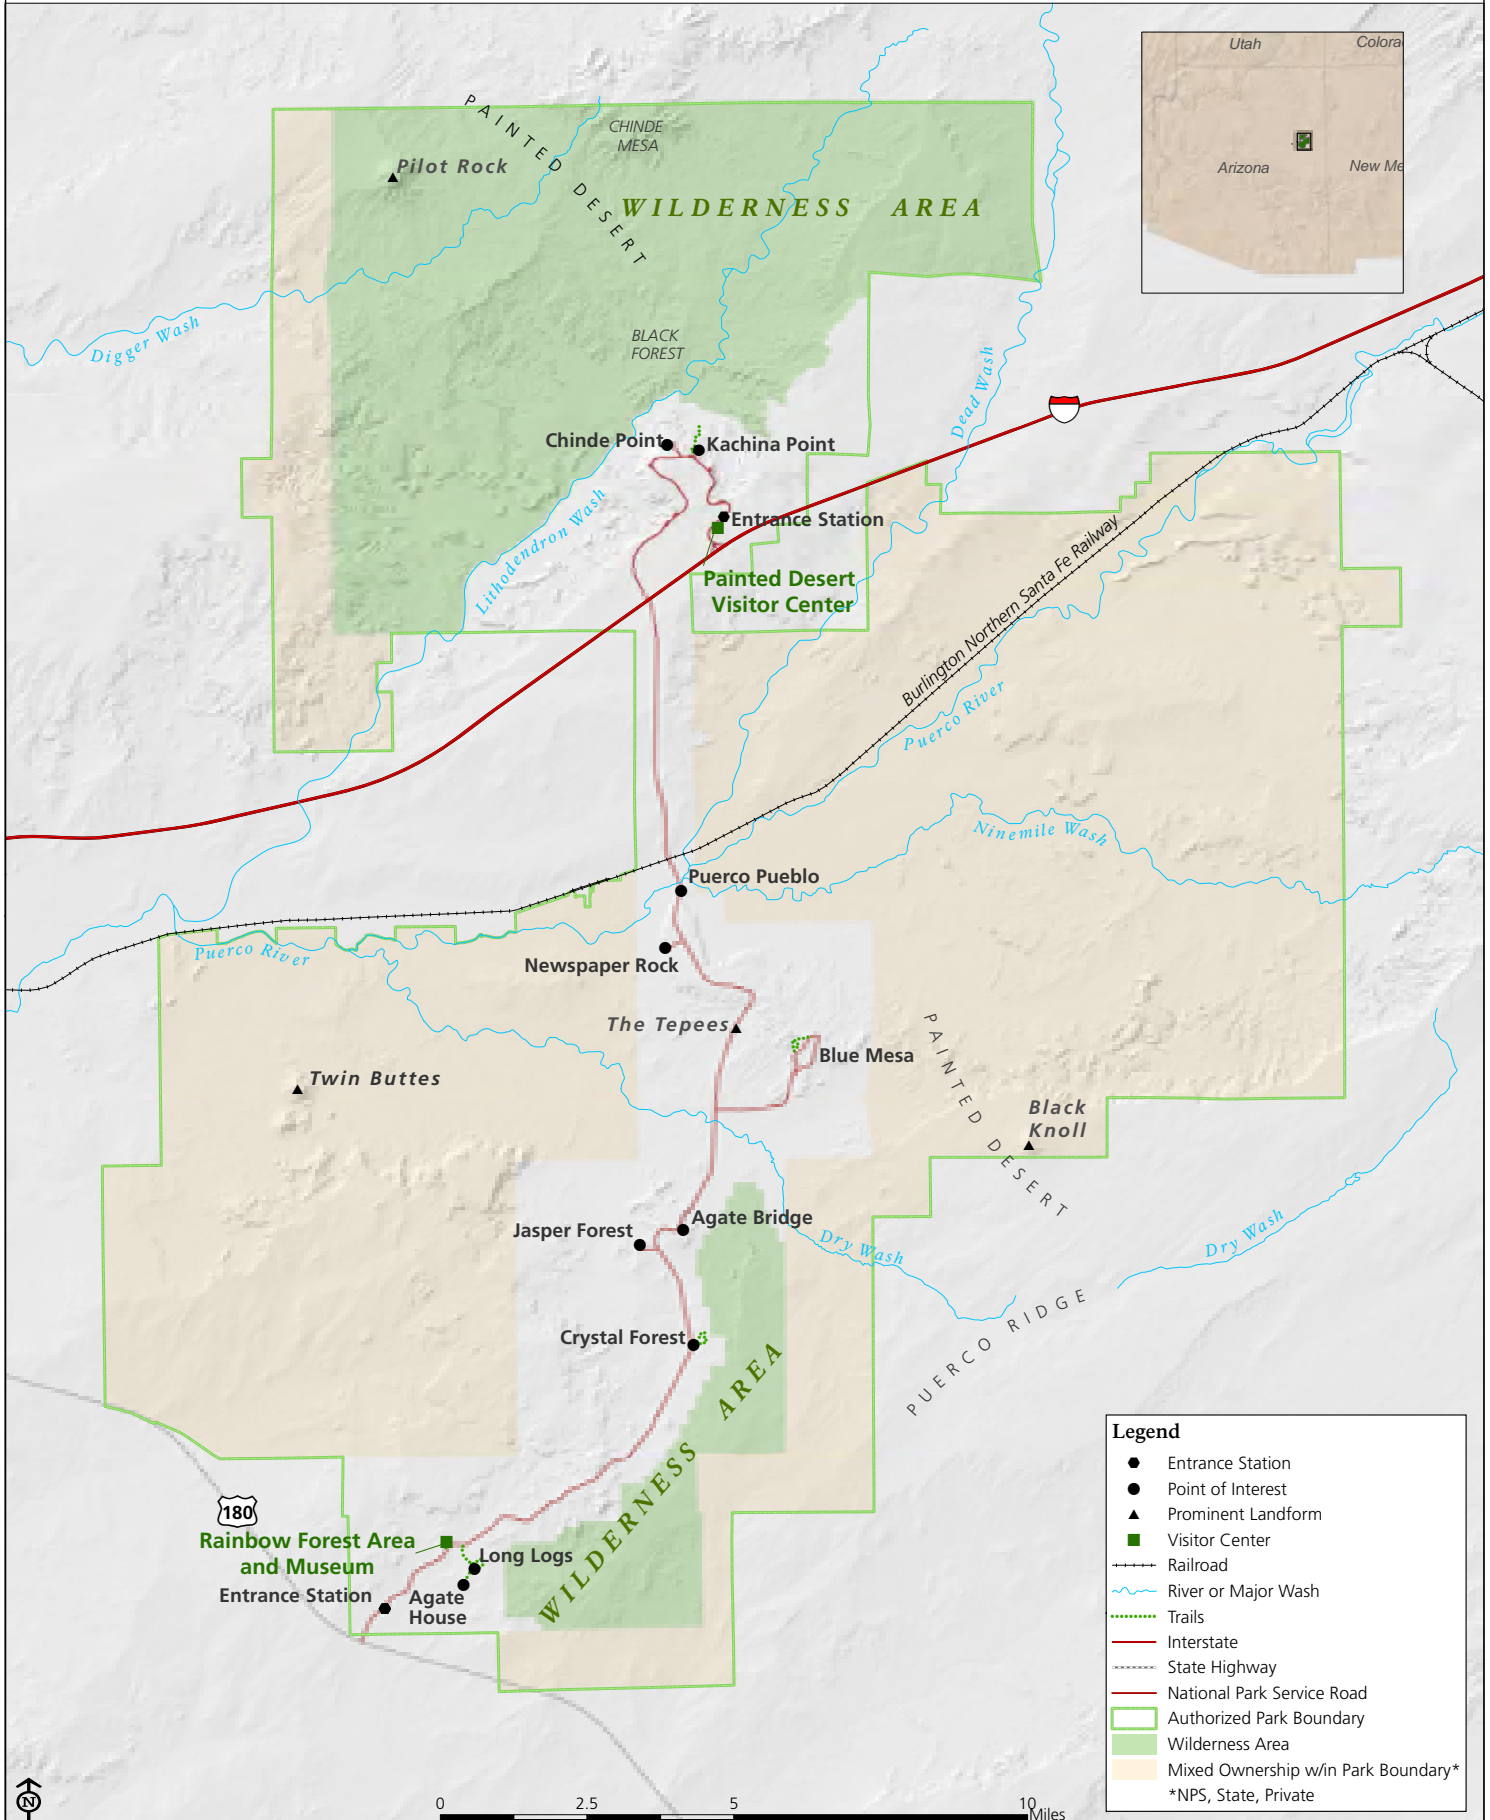 Utah
Colora
Arizona
New Me
PAINTED DESERT
CHINDE
MESA
Pilot Rock
WILDERNESS AREA
Digger Wash
BLACK
FOREST
Dead Wash
Chinde Point
Kachina Point
Lithodendron Wash
Entrance Station
Painted Desert
Visitor Center
Burlington Northern Santa Fe Railway
Puerco River
Ninemile Wash
Puerco Pueblo
Puerco River
Newspaper Rock
The Tepees
Blue Mesa
PAINTED DESERT
Twin Buttes
Black
Knoll
Jasper Forest
Agate Bridge
Dry Wash
Dry Wash
PUERCO RIDGE
Crystal Forest
WILDERNESS AREA
180
Rainbow Forest Area
and Museum
Long Logs
Entrance Station
Agate
House
Legend
Entrance Station
Point of Interest
Prominent Landform
Visitor Center
Railroad
River or Major Wash
Trails
Interstate
State Highway
National Park Service Road
Authorized Park Boundary
Wilderness Area
Mixed Ownership w/in Park Boundary*
*NPS, State, Private
N
0 2.5 5 10
Miles